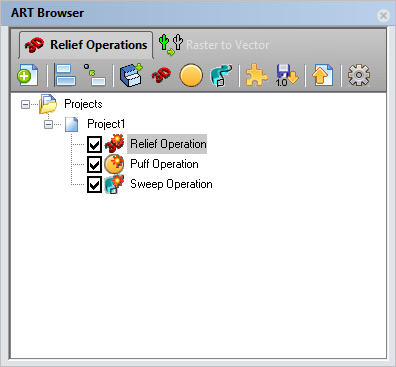 ART Browser
Relief Operations
Raster to Vector
1.0
Projects
Project1
Relief Operation
Puff Operation
Sweep Operation